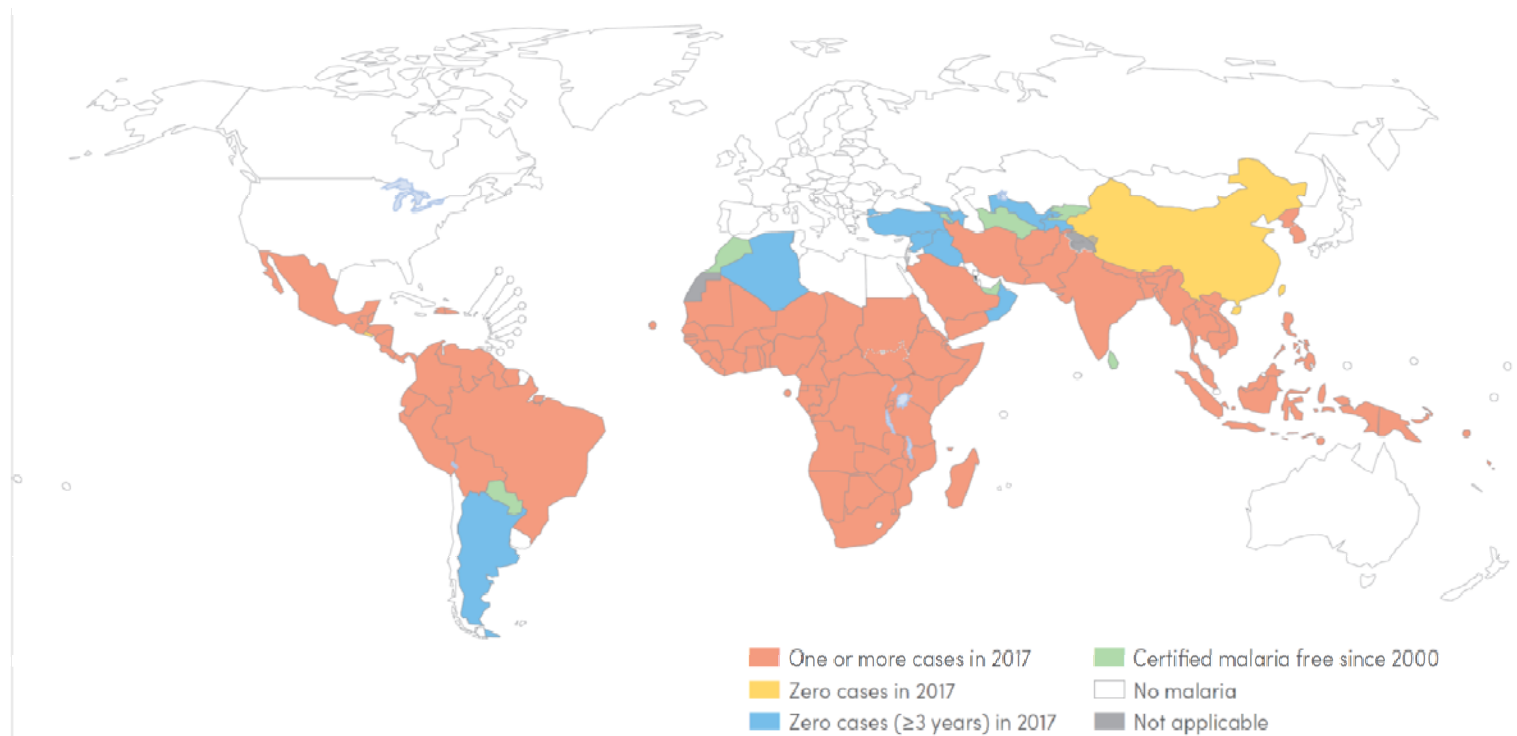 One or more cases in 2017
Zero cases in 2017
Zero cases (≥3 years) in 2017
Certified malaria free since 2000
No malaria
Not applicable